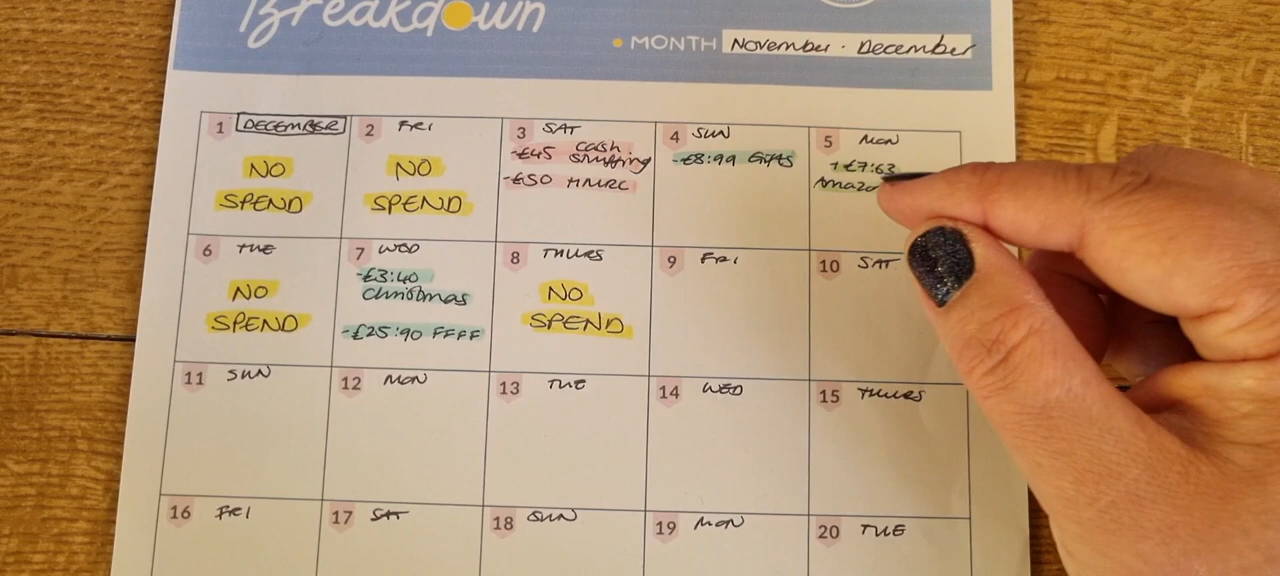 Breakdown
MONTH November · December
1 DECEMBER
NO
SPEND
2 FRI
NO
SPEND
3 SAT
-£45 cash
stuffing
-£50 HMRC
4 SUN
-£8:99 Gifts
5 MON
+£7:63
6 TUE
NO
SPEND
7 WED
-£3:40
Christmas
-£25:90 FFFF
8 THURS
NO
SPEND
9 FRI
10 SAT
11 SUN
12 MON
13 TUE
14 WED
15 THURS
16 FRI
17 SAT
18 SUN
19 MON
20 TUE